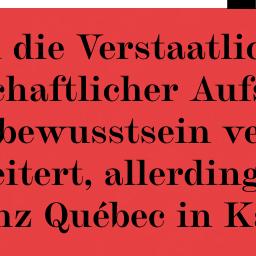 die Verstaatlic
chaftlicher Aufs
bewusstsein ve
eitert, allerding
nz Québec in Ka